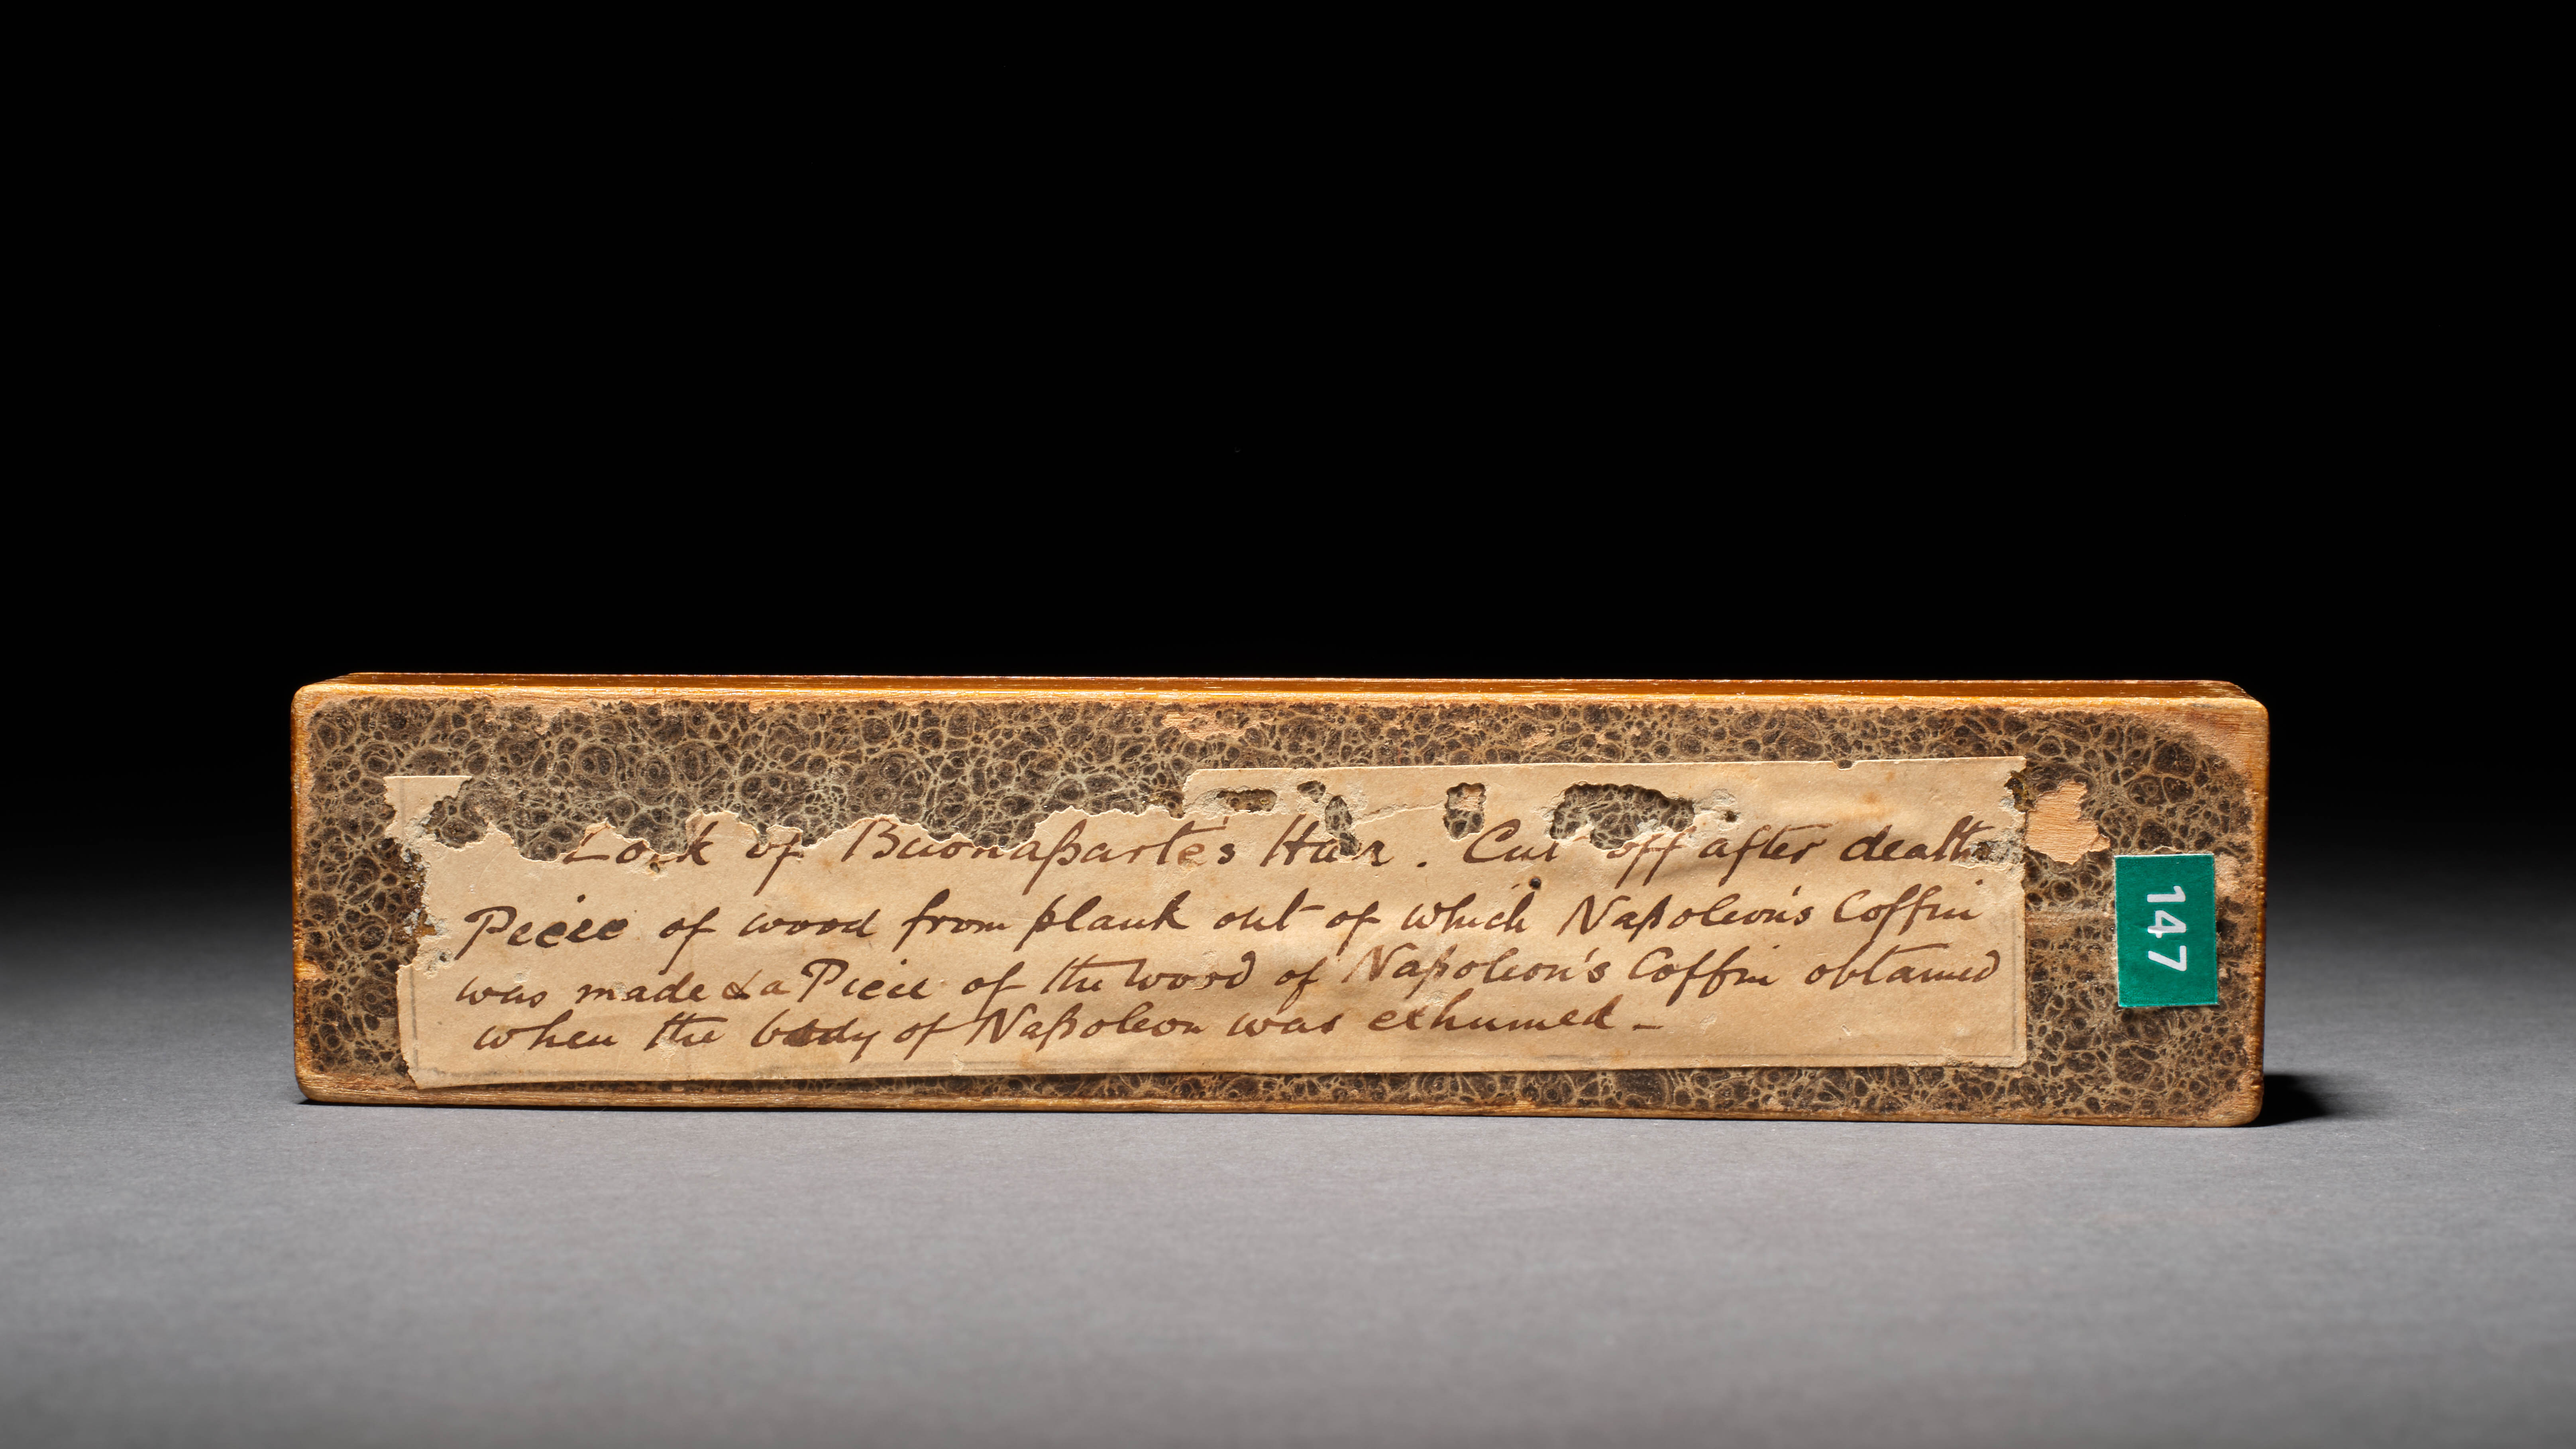 Lock of Buonaparte's Hair. Cut off after death
Piece of wood from plank out of which Napoleon's Coffin
was made & a Piece of the wood of Napoleon's Coffin obtained
when the body of Napoleon was exhumed -
147